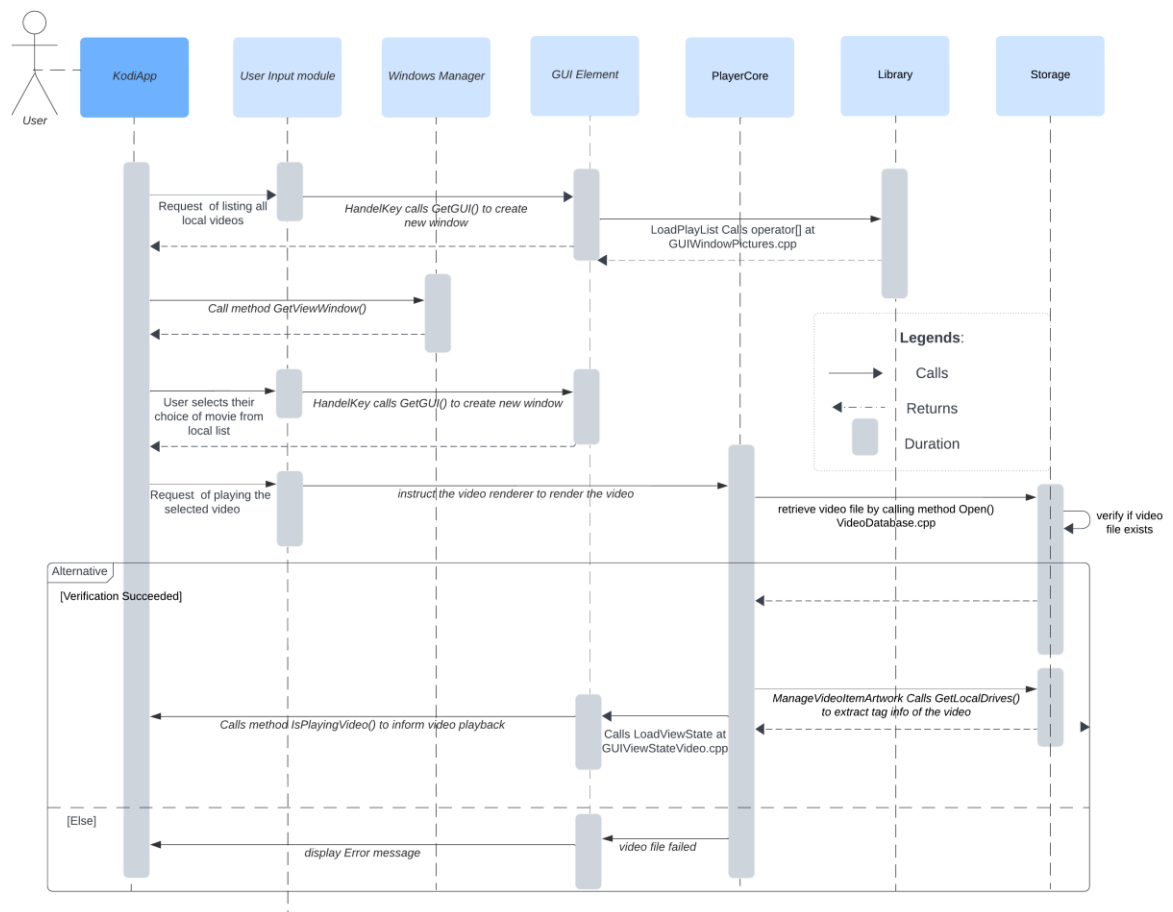 KodiApp
User Input module
Windows Manager
GUI Element
PlayerCore
Library
Storage
User
Request  of listing all
local videos
HandelKey calls GetGUI() to create
new window
LoadPlayList Calls operator[] at
GUIWindowPictures.cpp
Call method GetViewWindow()
Legends:
Calls
Returns
Duration
User selects their
choice of movie from
local list
HandelKey calls GetGUI() to create new window
Request  of playing the
selected video
instruct the video renderer to render the video
retrieve video file by calling method Open()
VideoDatabase.cpp
verify if video
file exists
Alternative
[Verification Succeeded]
ManageVideoItemArtwork Calls GetLocalDrives()
to extract tag info of the video
Calls method IsPlayingVideo() to inform video playback
Calls LoadViewState at
GUIViewStateVideo.cpp
[Else]
video file failed
display Error message